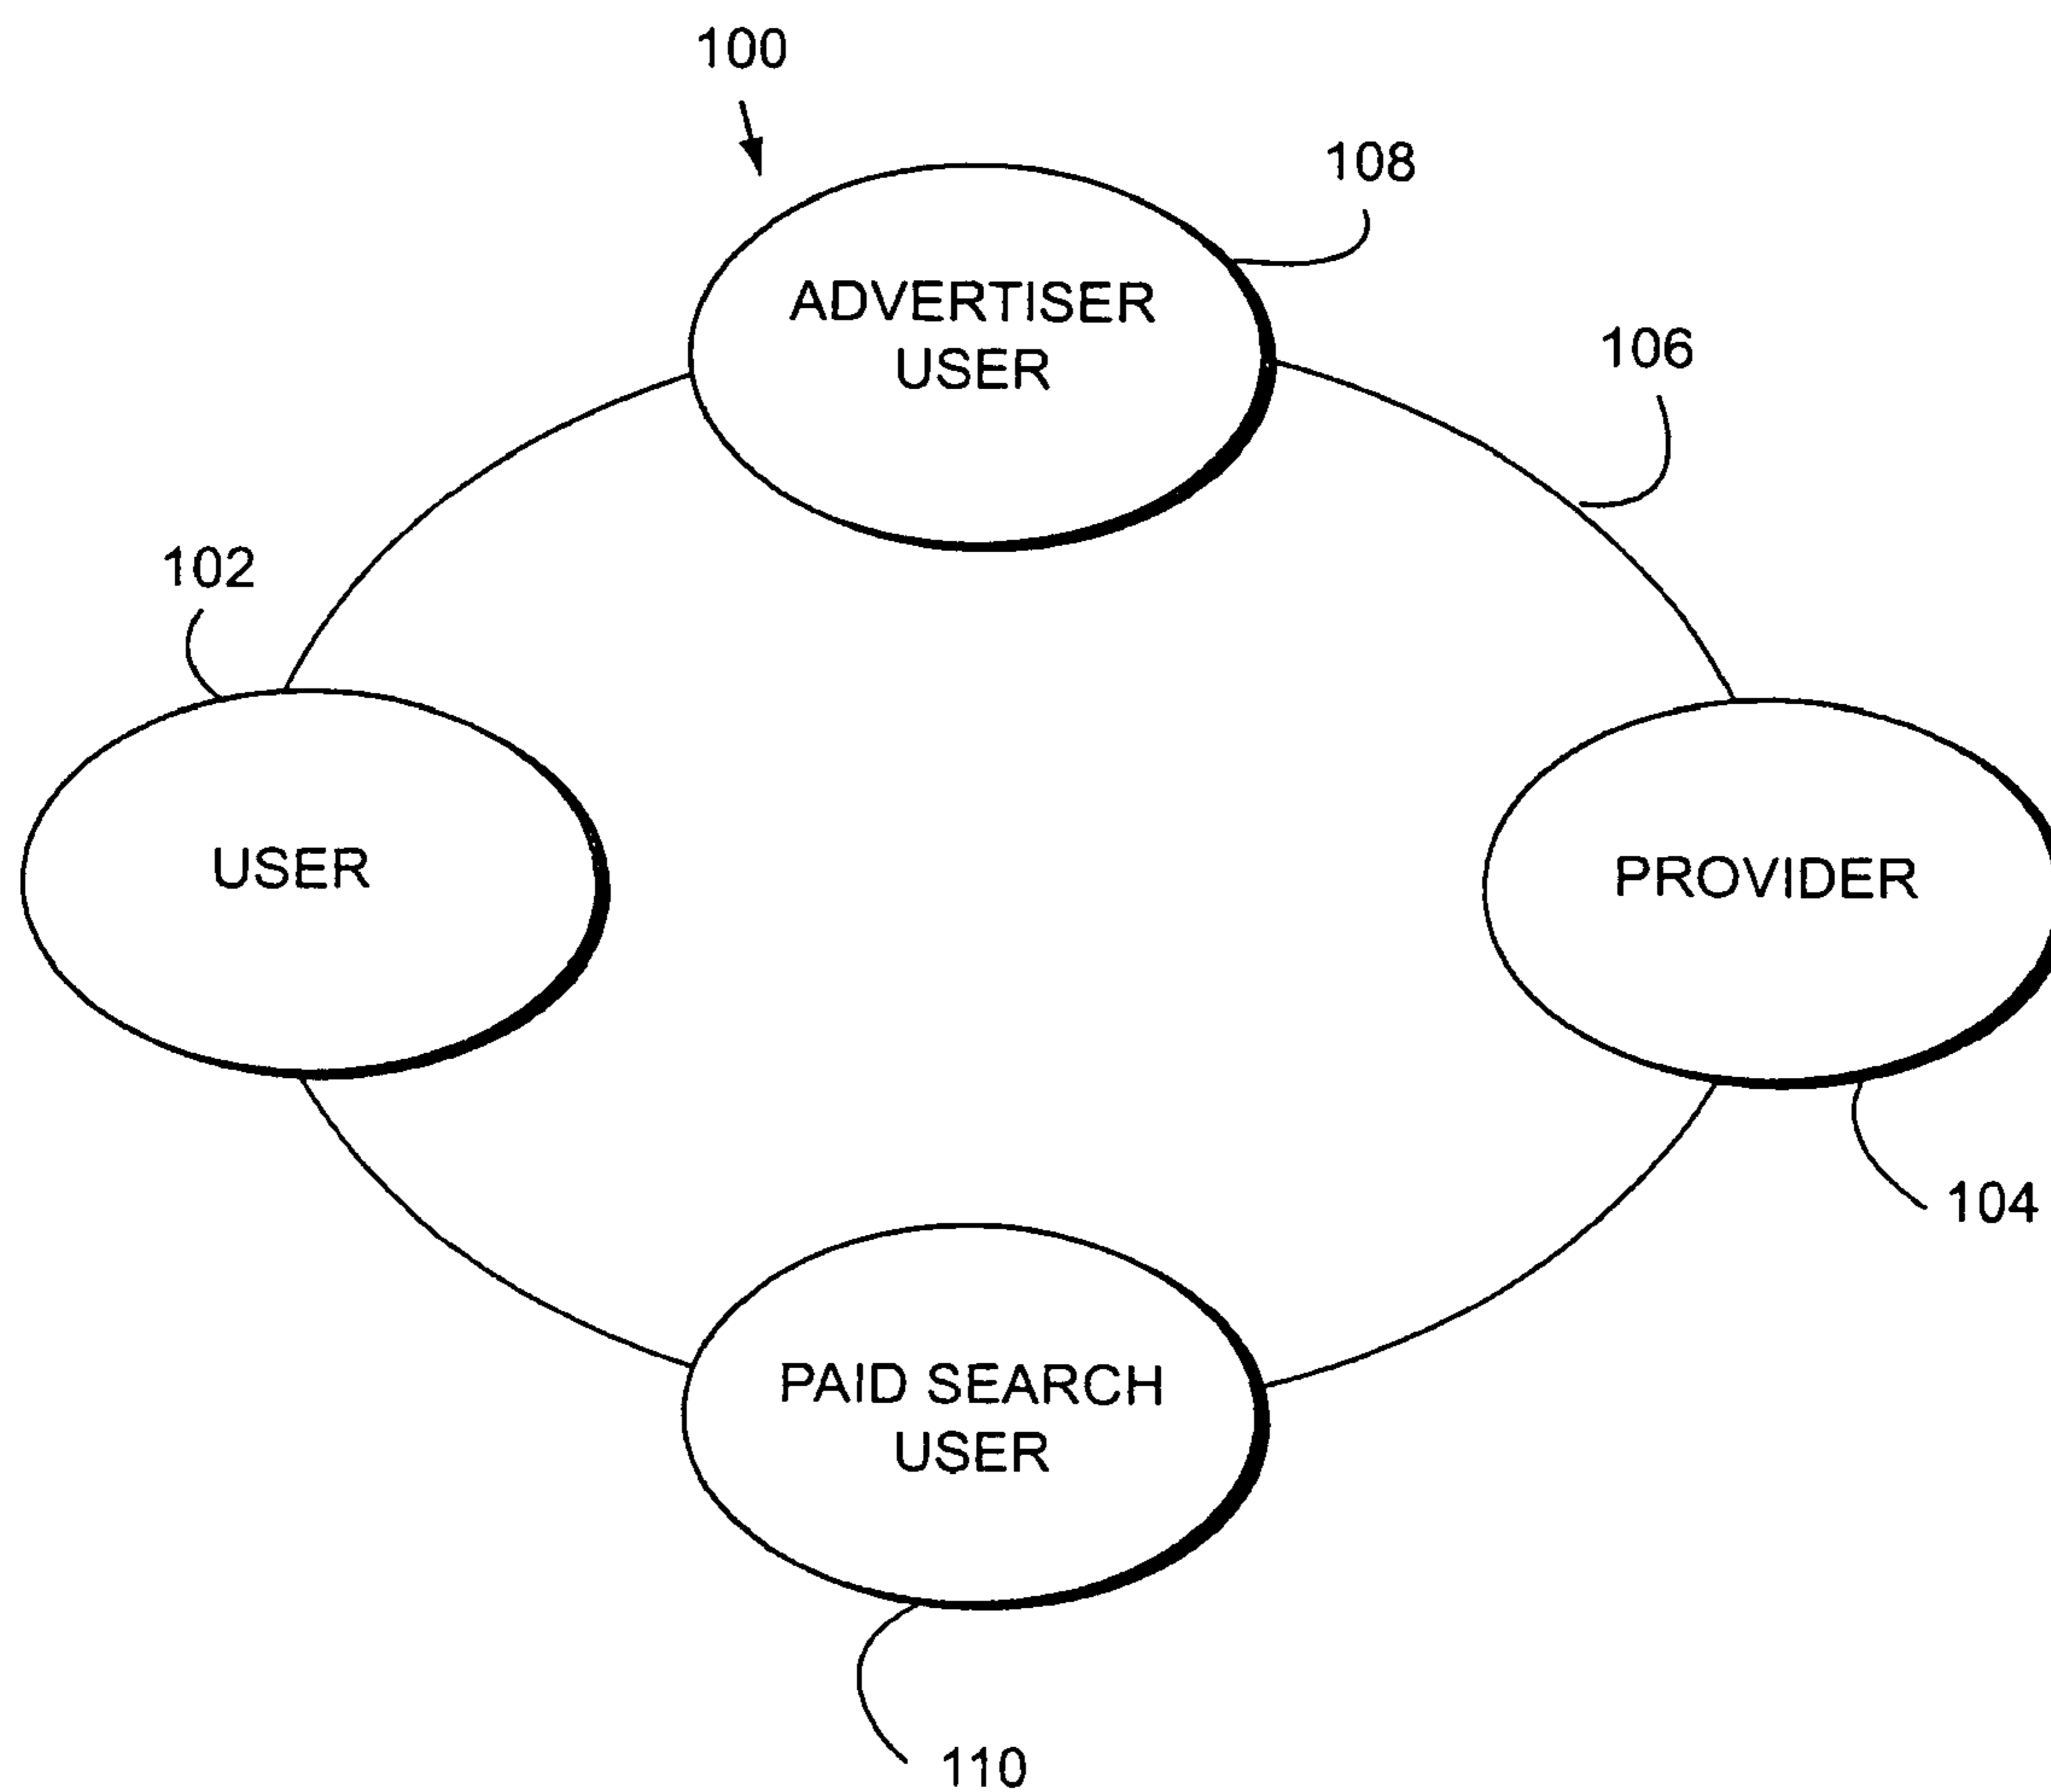 100
108
ADVERTISER
USER
106
102
USER
PROVIDER
104
PAID SEARCH
USER
110